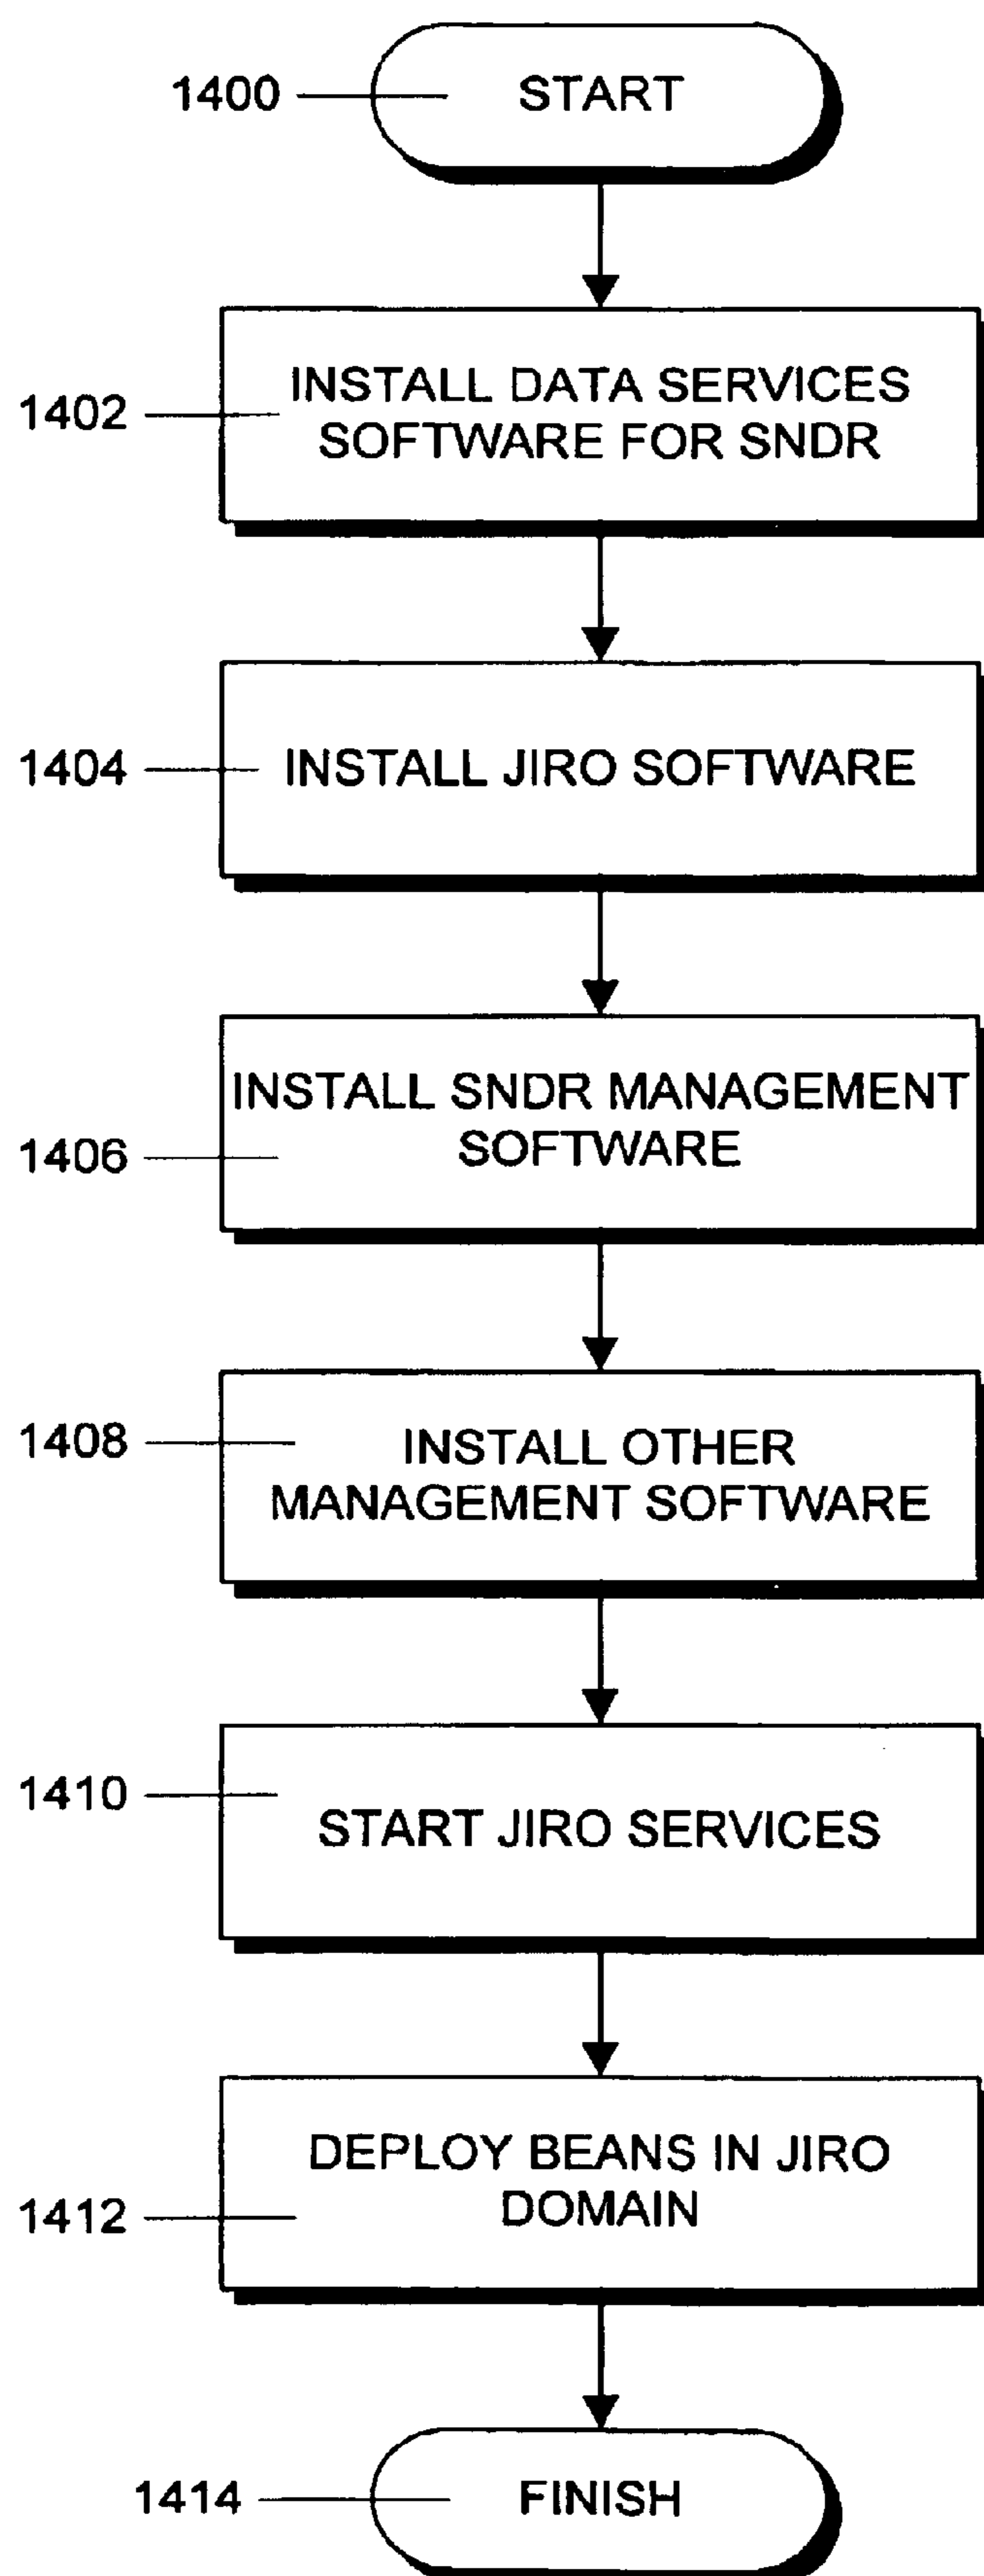 1400
START
1402
INSTALL DATA SERVICES
SOFTWARE FOR SNDR
1404
INSTALL JIRO SOFTWARE
1406
INSTALL SNDR MANAGEMENT
SOFTWARE
1408
INSTALL OTHER
MANAGEMENT SOFTWARE
1410
START JIRO SERVICES
1412
DEPLOY BEANS IN JIRO
DOMAIN
1414
FINISH